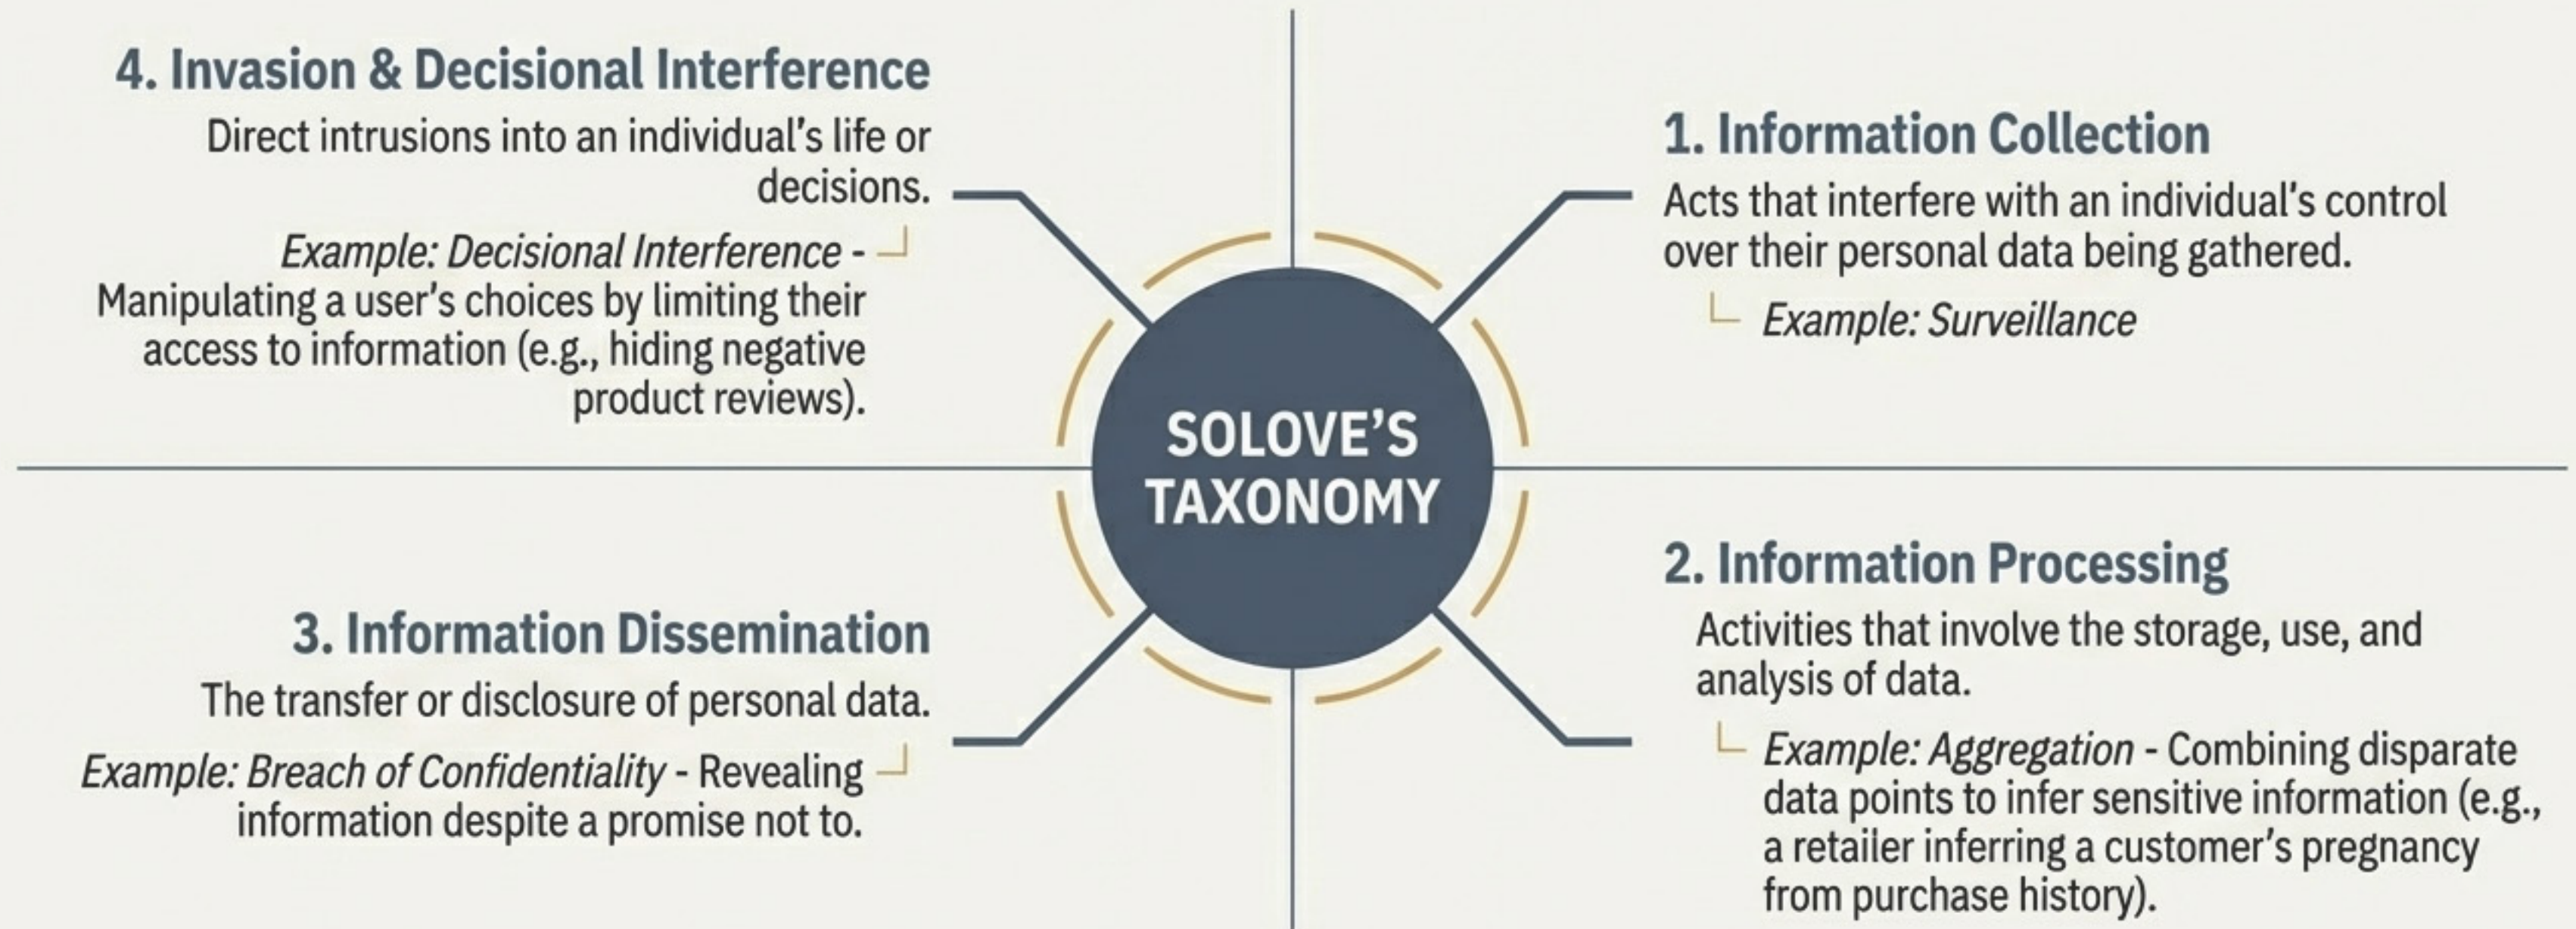 SOLOVE’S
TAXONOMY
1. Information Collection
Acts that interfere with an individual’s control
over their personal data being gathered.
Example: Surveillance
2. Information Processing
Activities that involve the storage, use, and
analysis of data.
Example: Aggregation - Combining disparate
data points to infer sensitive information (e.g.,
a retailer inferring a customer’s pregnancy
from purchase history).
3. Information Dissemination
The transfer or disclosure of personal data.
Example: Breach of Confidentiality - Revealing
information despite a promise not to.
4. Invasion & Decisional Interference
Direct intrusions into an individual’s life or
decisions.
Example: Decisional Interference -
Manipulating a user’s choices by limiting their
access to information (e.g., hiding negative
product reviews).